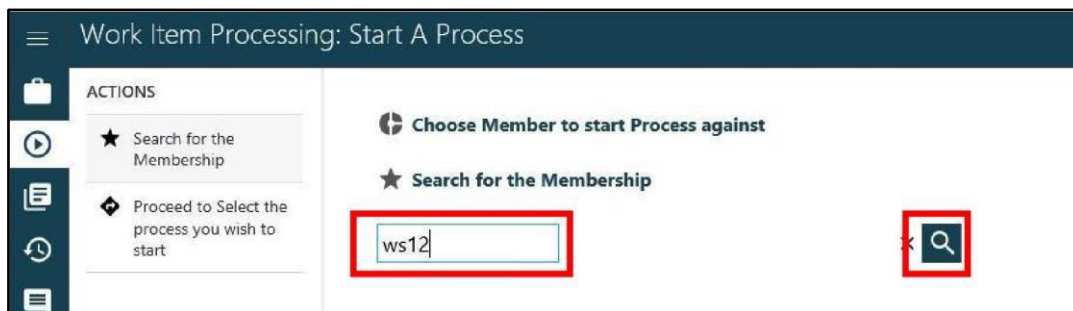 Work Item Processing: Start A Process
ACTIONS
Search for the
Membership
Proceed to Select the
process you wish to
start
Choose Member to start Process against
Search for the Membership
ws12